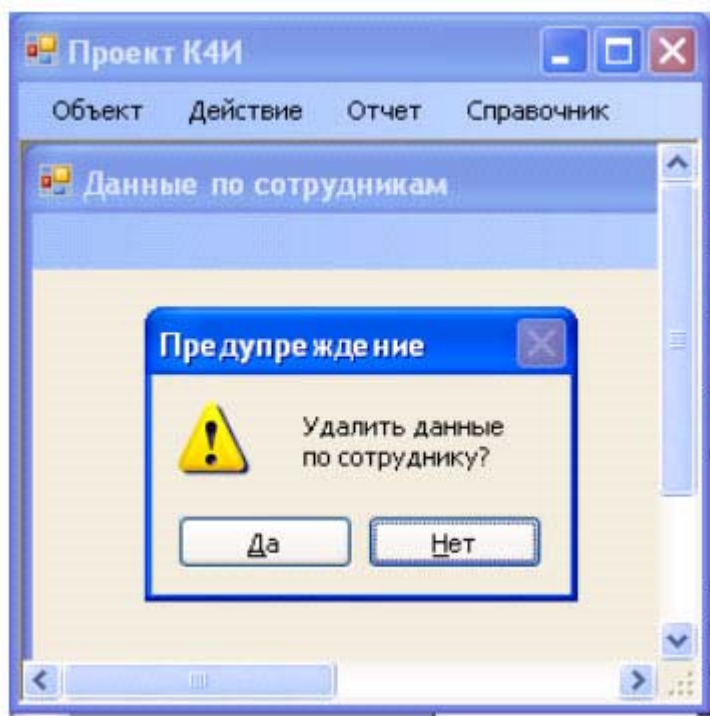 Проект К4И
Объект Действие Отчет Справочник
Данные по сотрудникам
Предупреждение
Удалить данные
по сотруднику?
Да Нет